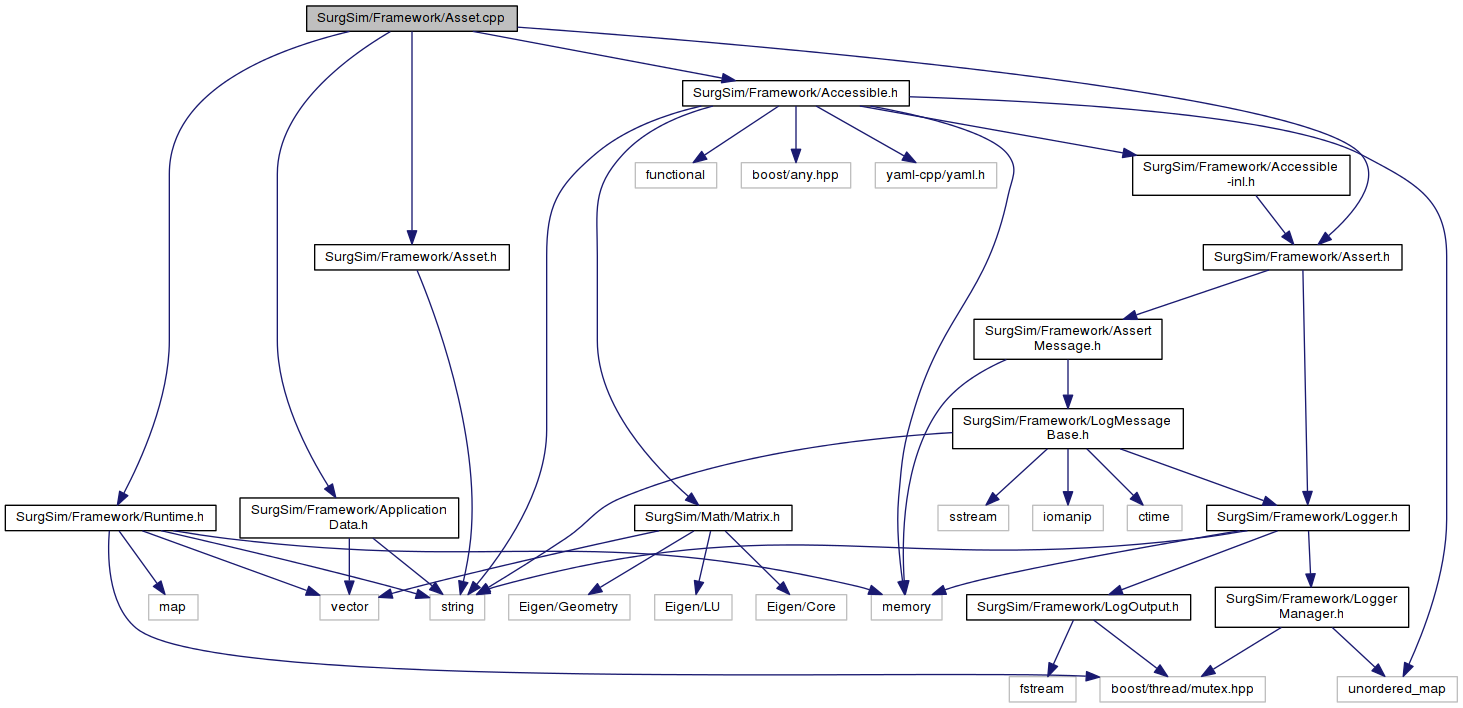 SurgSim/Framework/Asset.cpp
SurgSim/Framework/Accessible.h
functional
boost/any.hpp
yaml-cpp/yaml.h
SurgSim/Framework/Accessible
-inl.h
SurgSim/Framework/Asset.h
SurgSim/Framework/Assert.h
SurgSim/Framework/Assert
Message.h
SurgSim/Framework/LogMessage
Base.h
SurgSim/Framework/Runtime.h
SurgSim/Framework/Application
Data.h
SurgSim/Math/Matrix.h
sstream
iomanip
ctime
SurgSim/Framework/Logger.h
map
vector
string
Eigen/Geometry
Eigen/LU
Eigen/Core
memory
SurgSim/Framework/LogOutput.h
SurgSim/Framework/Logger
Manager.h
fstream
boost/thread/mutex.hpp
unordered_map